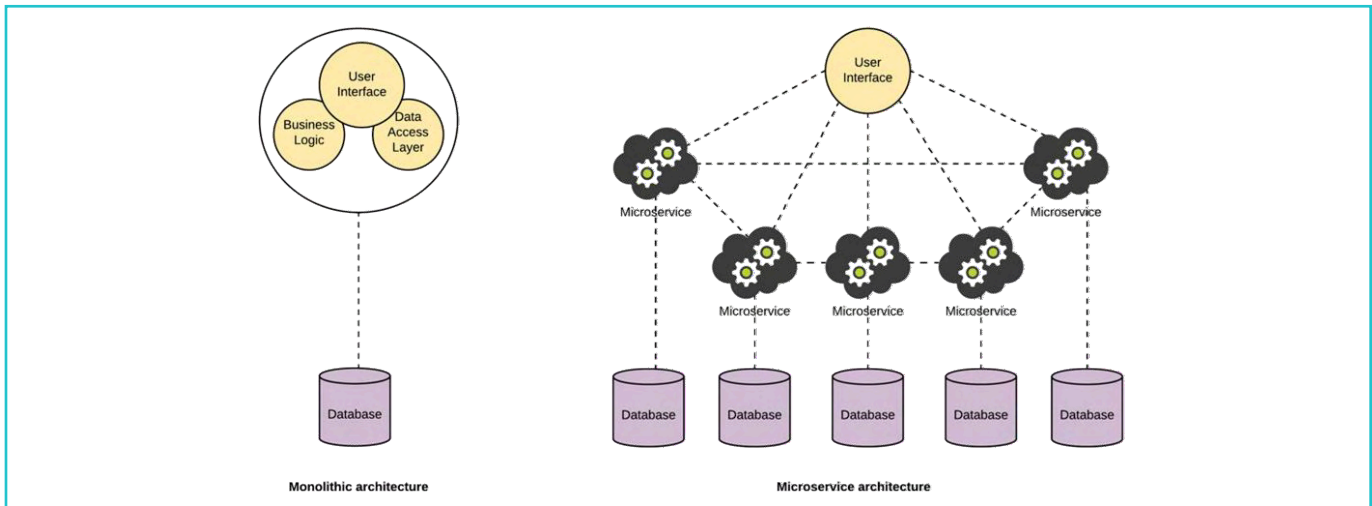 User
Interface
Business
Logic
Data
Access
Layer
Database
Monolithic architecture
User
Interface
Microservice
Microservice
Microservice
Microservice
Microservice
Database
Database
Database
Database
Database
Microservice architecture